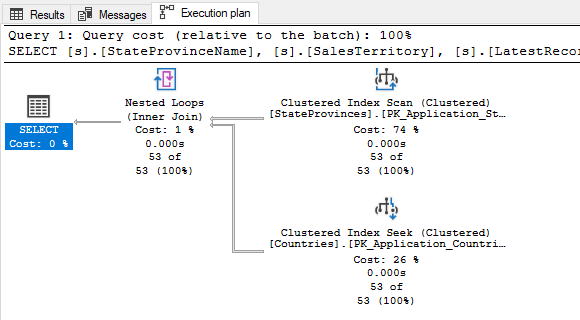 Results Messages Execution plan
Query 1: Query cost (relative to the batch): 100%
SELECT [s].[StateProvinceName], [s].[SalesTerritory], [s].[LatestRecor
SELECT
Cost: 0 %
Nested Loops
(Inner Join)
Cost: 1 %
0.000s
53 of
53 (100%)
Clustered Index Scan (Clustered)
[StateProvinces].[PK_Application_St…
Cost: 74 %
0.000s
53 of
53 (100%)
Clustered Index Seek (Clustered)
[Countries].[PK_Application_Countri…
Cost: 26 %
0.000s
53 of
53 (100%)